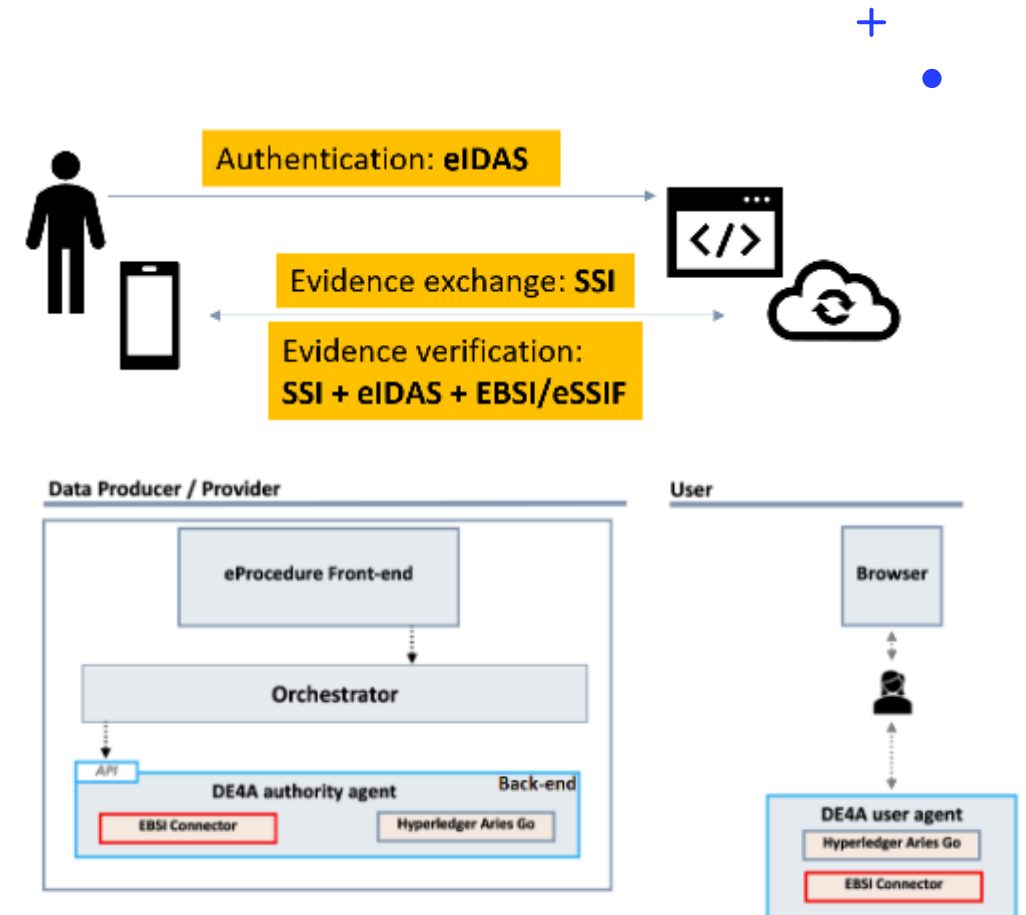 Authentication: eIDAS
</>
Evidence exchange: SSI
Evidence verification:
SSI + eIDAS + EBSI/eSSIF
Data Producer / Provider
eProcedure Front-end
Orchestrator
API
DE4A authority agent
Back-end
EBSI Connector
Hyperledger Aries Go
User
Browser
DE4A user agent
Hyperledger Aries Go
EBSI Connector